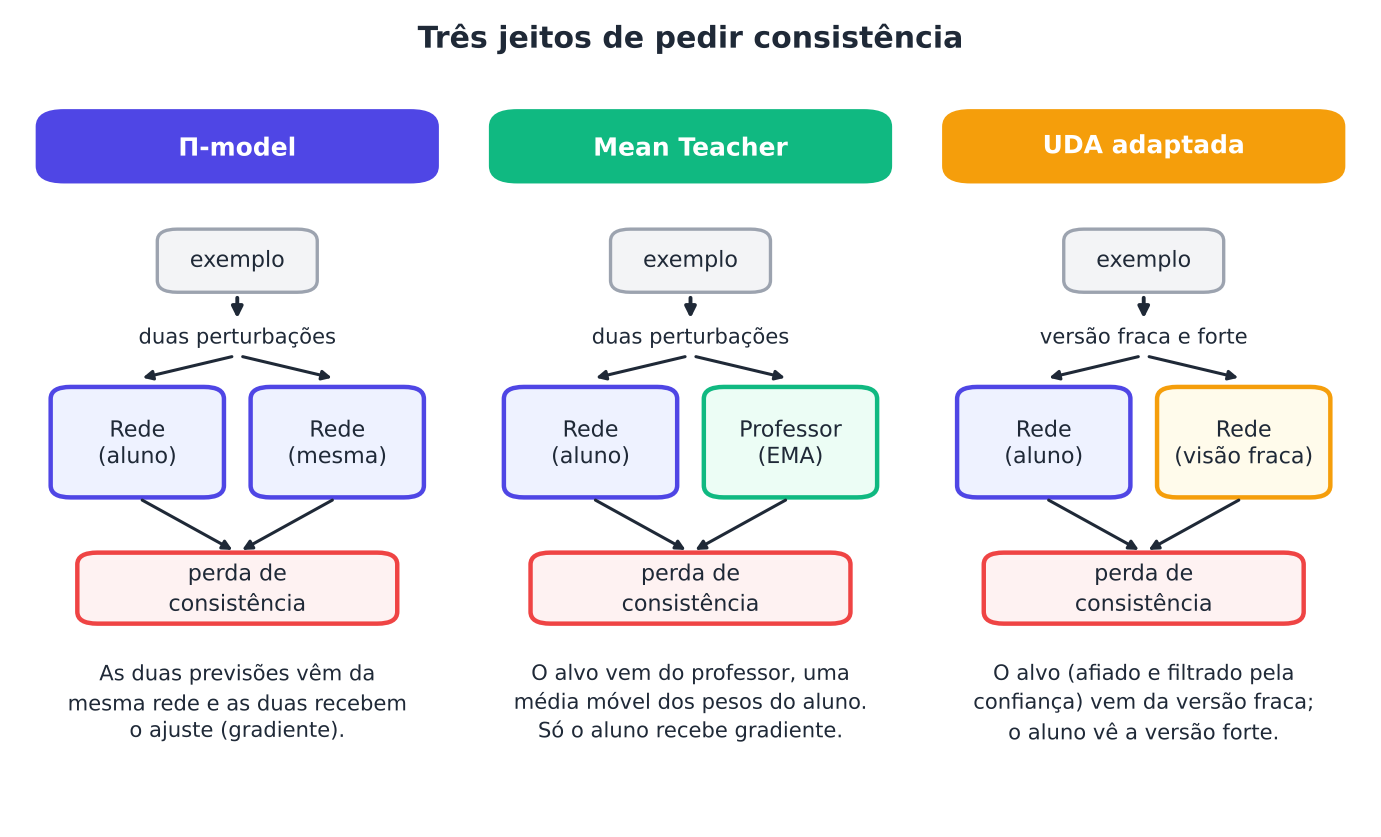 Três jeitos de pedir consistência
Π-model
exemplo
duas perturbações
Rede
(aluno)
Rede
(mesma)
perda de
consistência
As duas previsões vêm da
mesma rede e as duas recebem
o ajuste (gradiente).
Mean Teacher
exemplo
duas perturbações
Rede
(aluno)
Professor
(EMA)
perda de
consistência
O alvo vem do professor, uma
média móvel dos pesos do aluno.
Só o aluno recebe gradiente.
UDA adaptada
exemplo
versão fraca e forte
Rede
(aluno)
Rede
(visão fraca)
perda de
consistência
O alvo (afiado e filtrado pela
confiança) vem da versão fraca;
o aluno vê a versão forte.